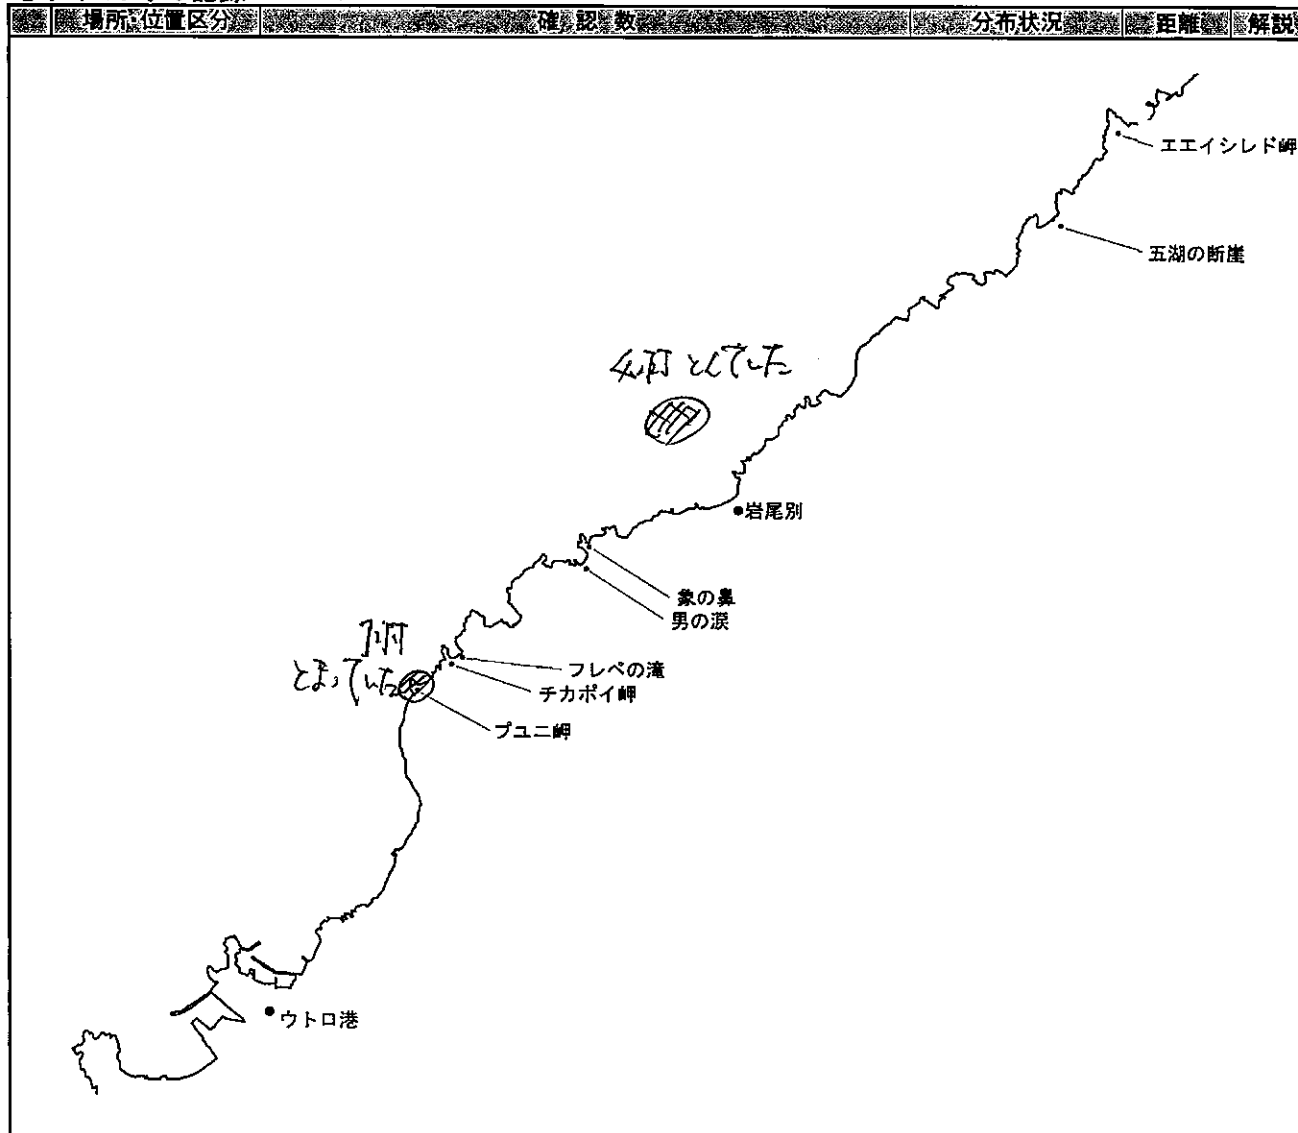 場所・位置区分 確認数 分布状況 距離 解説
エエイシレド岬
五湖の断崖
とんでいた
岩尾別
象の鼻
男の涙
フレペの滝
とまっていた
チカポイ岬
プユニ岬
ウトロ港